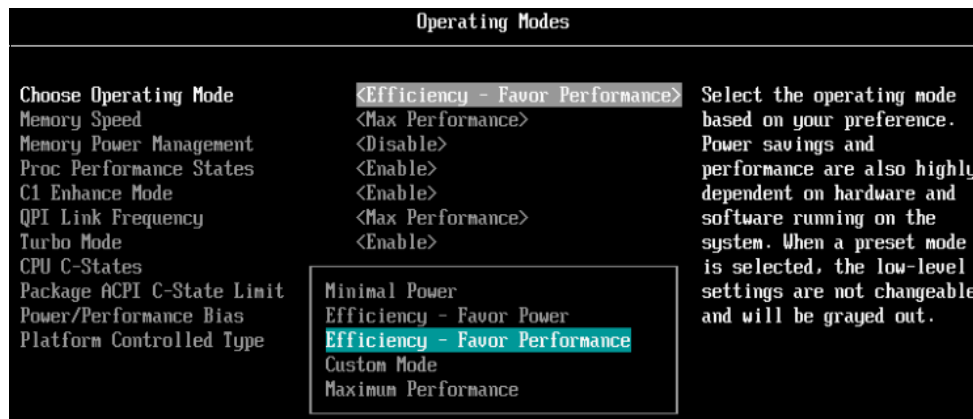 Operating Modes
Choose Operating Mode <Efficiency - Favor Performance>
Memory Speed <Max Performance>
Memory Power Management <Disable>
Proc Performance States <Enable>
C1 Enhance Mode <Enable>
QPI Link Frequency <Max Performance>
Turbo Mode <Enable>
CPU C-States
Package ACPI C-State Limit
Power/Performance Bias
Platform Controlled Type
Minimal Power
Efficiency - Favor Power
Efficiency - Favor Performance
Custom Mode
Maximum Performance
Select the operating mode
based on your preference.
Power savings and
performance are also highly
dependent on hardware and
software running on the
system. When a preset mode
is selected, the low-level
settings are not changeable
and will be grayed out.